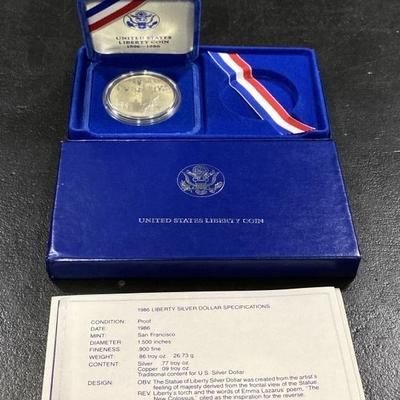 UNITED STATES
LIBERTY COIN
1886-1986
UNITED STATES LIBERTY COIN
1986 LIBERTY SILVER DOLLAR SPECIFICATIONS
CONDITION: Proof
DATE: 1986
MINT: San Francisco
DIAMETER: 1.500 inches
FINENESS: .900 fine
WEIGHT: .86 troy oz. 26.73 g
CONTENT: Silver .77 troy oz.
Copper .09 troy oz.
Traditional content for U.S. Silver Dollar
DESIGN: OBV. The Statue of Liberty Silver Dollar was created from the artist's
feeling of majesty derived from the frontal view of the Statue.
REV. Liberty's torch and the words of Emma Lazarus' poem, "The
New Colossus," cited as the inspiration for the reverse.